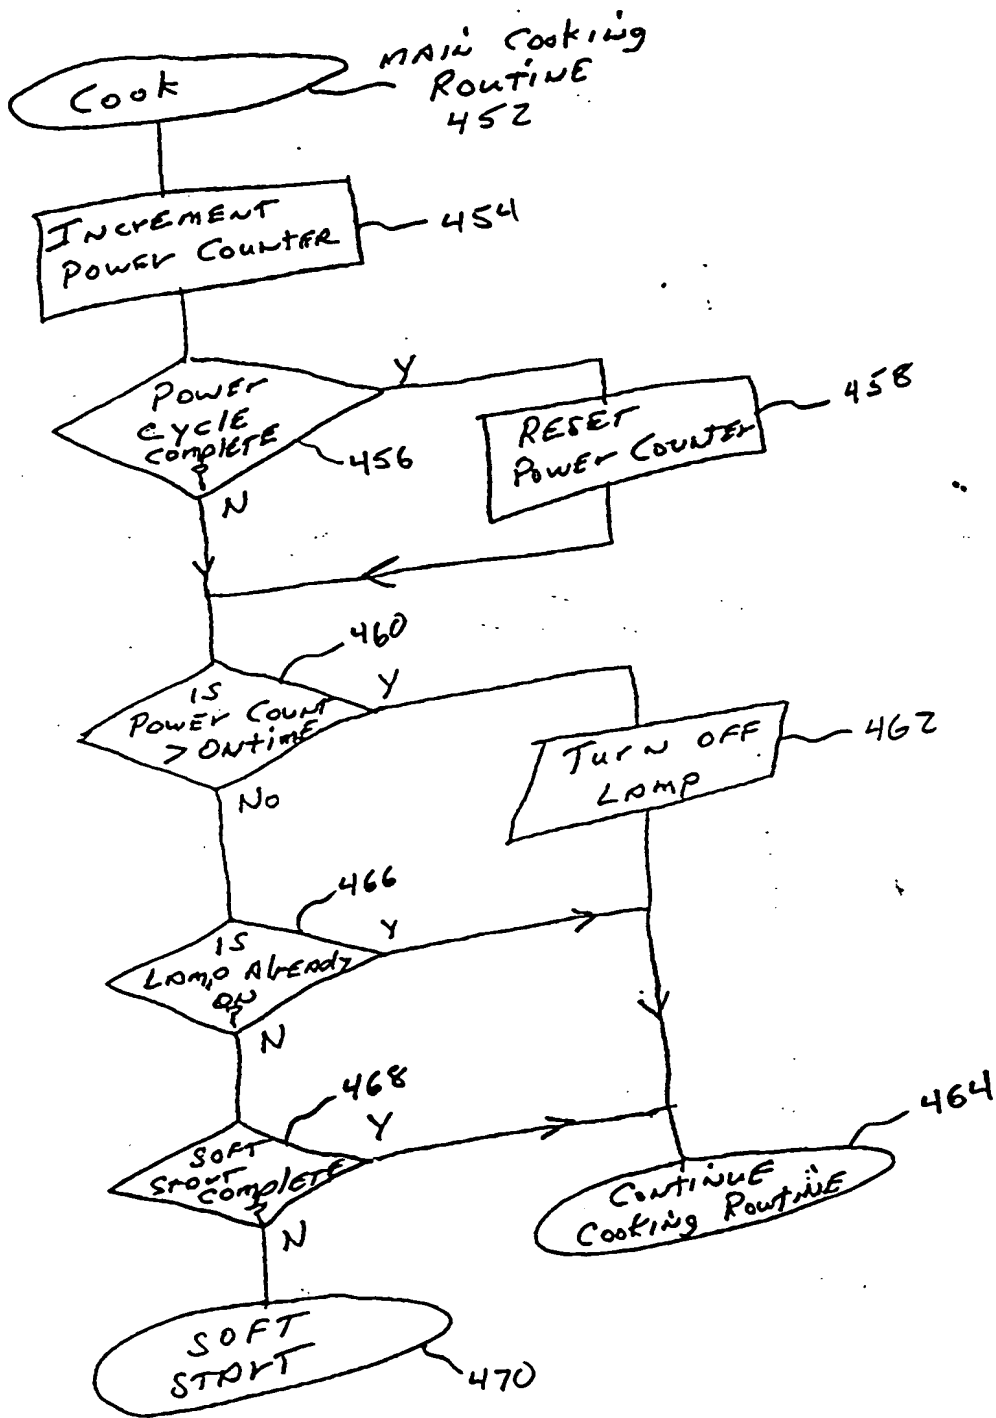 Cook
MAIN Cooking
ROUTINE
452
INCREMENT
POWER COUNTER
454
POWER
CYCLE
COMPLETE
?
Y
N
456
RESET
POWER COUNTER
458
IS
POWER COUNT
> ONTIME
460
Y
No
TURN OFF
LAMP
462
IS
LAMP ALREADY
ON
?
466
Y
N
SOFT
START
COMPLETE
?
468
Y
N
CONTINUE
COOKING ROUTINE
464
SOFT
START
470